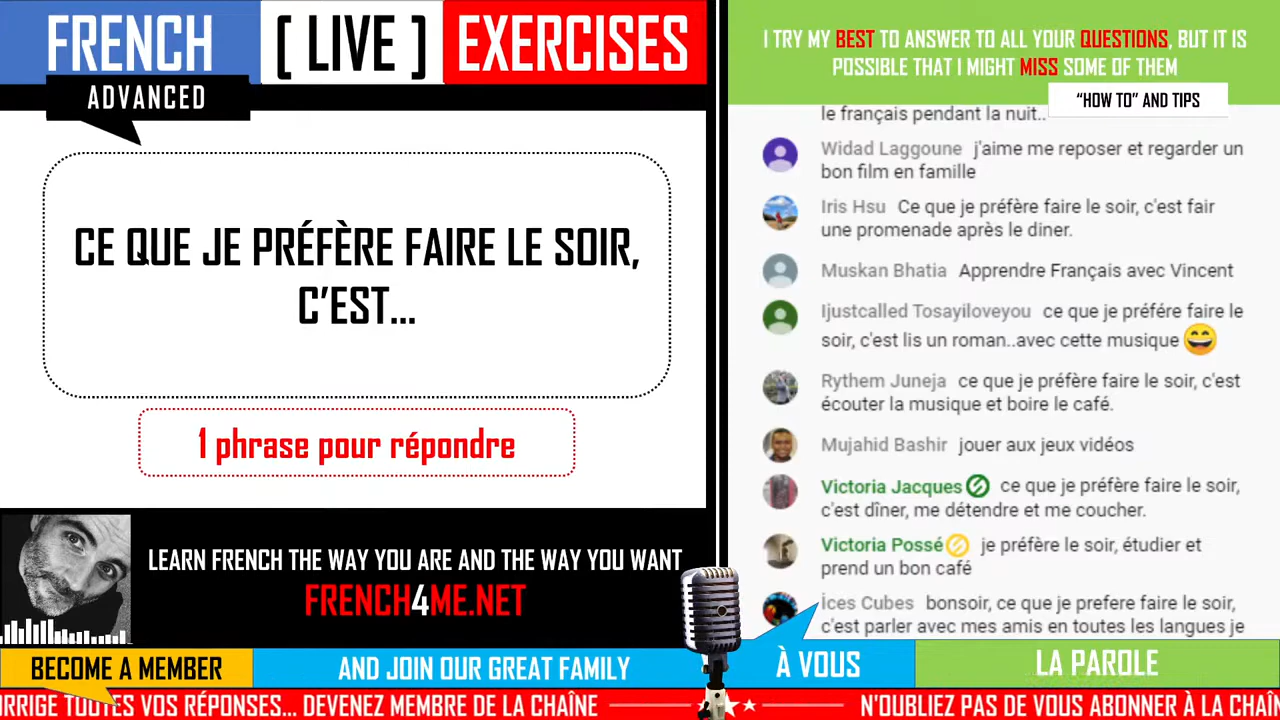 FRENCH [ LIVE ] EXERCISES
ADVANCED
CE QUE JE PRÉFÈRE FAIRE LE SOIR,
C'EST...
1 phrase pour répondre
LEARN FRENCH THE WAY YOU ARE AND THE WAY YOU WANT
FRENCH4ME.NET
I TRY MY BEST TO ANSWER TO ALL YOUR QUESTIONS, BUT IT IS
POSSIBLE THAT I MIGHT MISS SOME OF THEM
"HOW TO" AND TIPS
le français pendant la nuit..
Widad Laggoune j'aime me reposer et regarder un
bon film en famille
Iris Hsu Ce que je préfère faire le soir, c'est fair
une promenade après le diner.
Muskan Bhatia Apprendre Français avec Vincent
Ijustcalled Tosayiloveyou ce que je préfére faire le
soir, c'est lis un roman..avec cette musique
Rythem Juneja ce que je préfère faire le soir, c'est
écouter la musique et boire le café.
Mujahid Bashir jouer aux jeux vidéos
Victoria Jacques ce que je préfère faire le soir,
c'est dîner, me détendre et me coucher.
Victoria Possé je préfère le soir, étudier et
prend un bon café
ices Cubes bonsoir, ce que je prefere faire le soir,
c'est parler avec mes amis en toutes les langues je
BECOME A MEMBER AND JOIN OUR GREAT FAMILY À VOUS LA PAROLE
RRIGE TOUTES VOS RÉPONSES... DEVENEZ MEMBRE DE LA CHAÎNE N'OUBLIEZ PAS DE VOUS ABONNER À LA CHAÎN